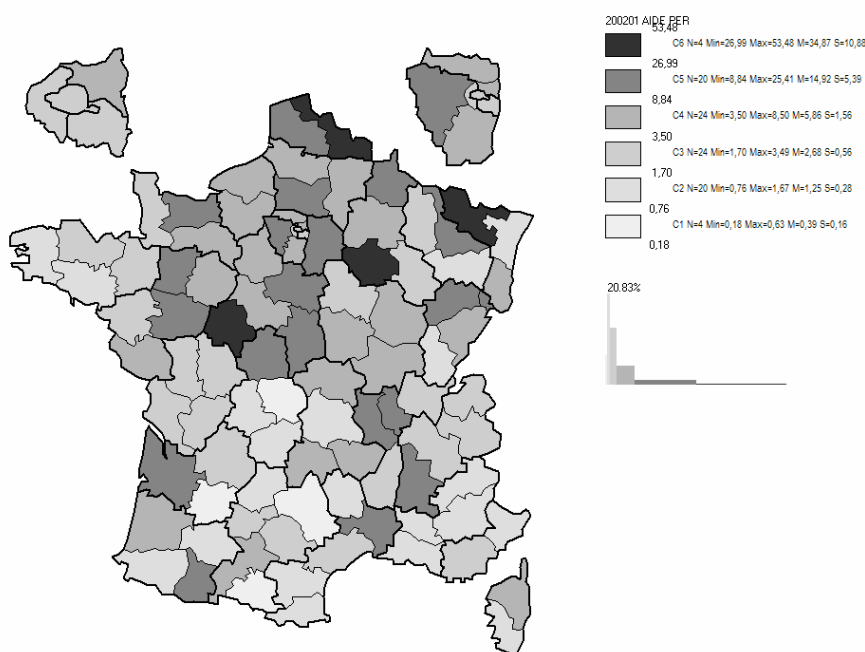 200201 AIDE PER
53,48
C6 N=4 Min=26,99 Max=53,48 M=34,87 S=10,88
26,99
C5 N=20 Min=8,84 Max=25,41 M=14,92 S=5,39
8,84
C4 N=24 Min=3,50 Max=8,50 M=5,86 S=1,56
3,50
C3 N=24 Min=1,70 Max=3,49 M=2,68 S=0,56
1,70
C2 N=20 Min=0,76 Max=1,67 M=1,25 S=0,28
0,76
C1 N=4 Min=0,18 Max=0,63 M=0,39 S=0,16
0,18
20.83%